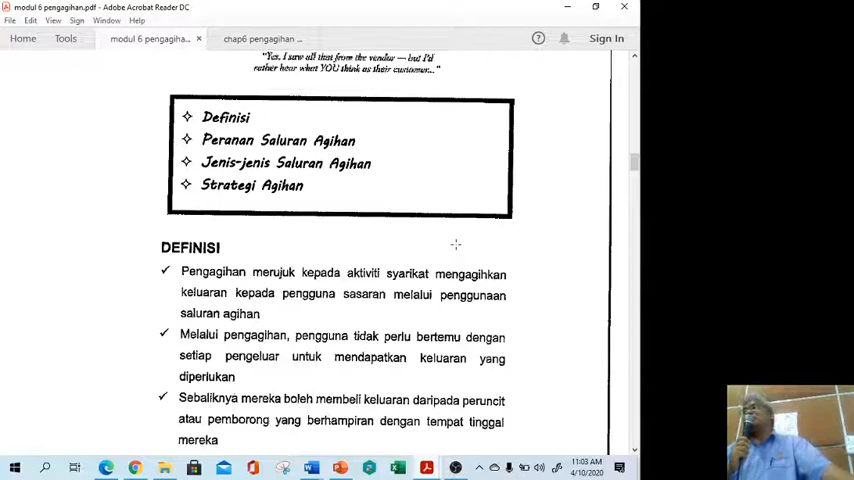 modul 6 pengagihan.pdf - Adobe Acrobat Reader DC
File Edit View Sign Window Help
Home Tools modul 6 pengagiha... × chap6 pengagihan ... Sign In
"Yes, I saw all that from the vendor — but I'd
rather hear what YOU think as their customer..."
Definisi
Peranan Saluran Agihan
Jenis-jenis Saluran Agihan
Strategi Agihan
DEFINISI
✓ Pengagihan merujuk kepada aktiviti syarikat mengagihkan
keluaran kepada pengguna sasaran melalui penggunaan
saluran agihan
✓ Melalui pengagihan, pengguna tidak perlu bertemu dengan
setiap pengeluar untuk mendapatkan keluaran yang
diperlukan
✓ Sebaliknya mereka boleh membeli keluaran daripada peruncit
atau pemborong yang berhampiran dengan tempat tinggal
mereka
11:03 AM
4/10/2020